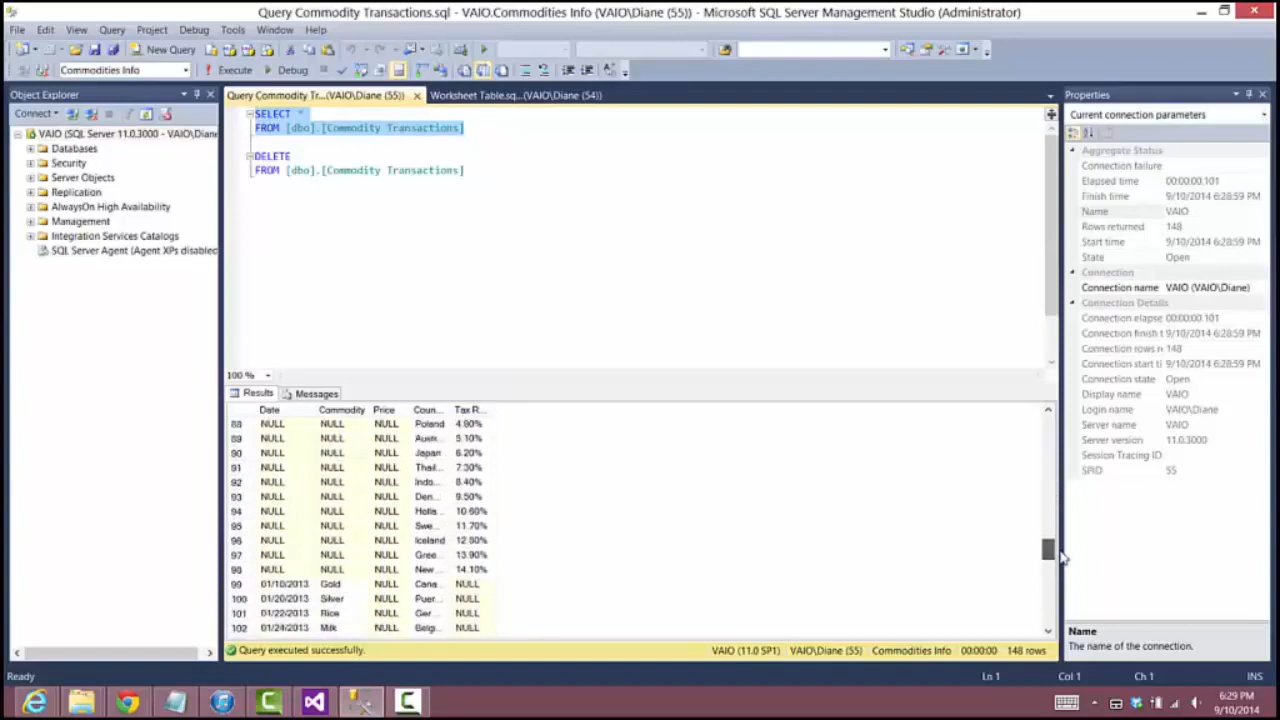 Query Commodity Transactions.sql - VAIO.Commodities Info (VAIO\Diane (55)) - Microsoft SQL Server Management Studio (Administrator)
File Edit View Query Project Debug Tools Window Help
New Query
Commodities Info Execute Debug
Object Explorer
Connect
VAIO (SQL Server 11.0.3000 - VAIO\Diane
Databases
Security
Server Objects
Replication
AlwaysOn High Availability
Management
Integration Services Catalogs
SQL Server Agent (Agent XPs disabled
Query Commodity Tr...(VAIO\Diane (55)) Worksheet Table.sq...(VAIO\Diane (54))
SELECT *
FROM [dbo].[Commodity Transactions]
DELETE
FROM [dbo].[Commodity Transactions]
100 %
Results Messages
Date Commodity Price Coun... Tax R...
88 NULL NULL NULL Poland 4.90%
89 NULL NULL NULL Austr... 5.10%
90 NULL NULL NULL Japan 6.20%
91 NULL NULL NULL Thail... 7.30%
92 NULL NULL NULL Indo... 8.40%
93 NULL NULL NULL Den... 9.50%
94 NULL NULL NULL Holla... 10.60%
95 NULL NULL NULL Swe... 11.70%
96 NULL NULL NULL Iceland 12.80%
97 NULL NULL NULL Gree... 13.90%
98 NULL NULL NULL New ... 14.10%
99 01/18/2013 Gold NULL Cana... NULL
100 01/20/2013 Silver NULL Puer... NULL
101 01/22/2013 Rice NULL Ger... NULL
102 01/24/2013 Milk NULL Belg... NULL
Query executed successfully. VAIO (11.0 SP1) VAIO\Diane (55) Commodities Info 00:00:00 148 rows
Properties
Current connection parameters
Aggregate Status
Connection failure
Elapsed time 00:00:00.101
Finish time 9/10/2014 6:28:59 PM
Name VAIO
Rows returned 148
Start time 9/10/2014 6:28:59 PM
State Open
Connection
Connection name VAIO (VAIO\Diane)
Connection Details
Connection elapse 00:00:00.101
Connection finish t 9/10/2014 6:28:59 PM
Connection rows r 148
Connection start ti 9/10/2014 6:28:59 PM
Connection state Open
Display name VAIO
Login name VAIO\Diane
Server name VAIO
Server version 11.0.3000
Session Tracing ID
SPID 55
Name
The name of the connection.
Ready Ln 1 Col 1 Ch 1 INS
6:29 PM
9/10/2014